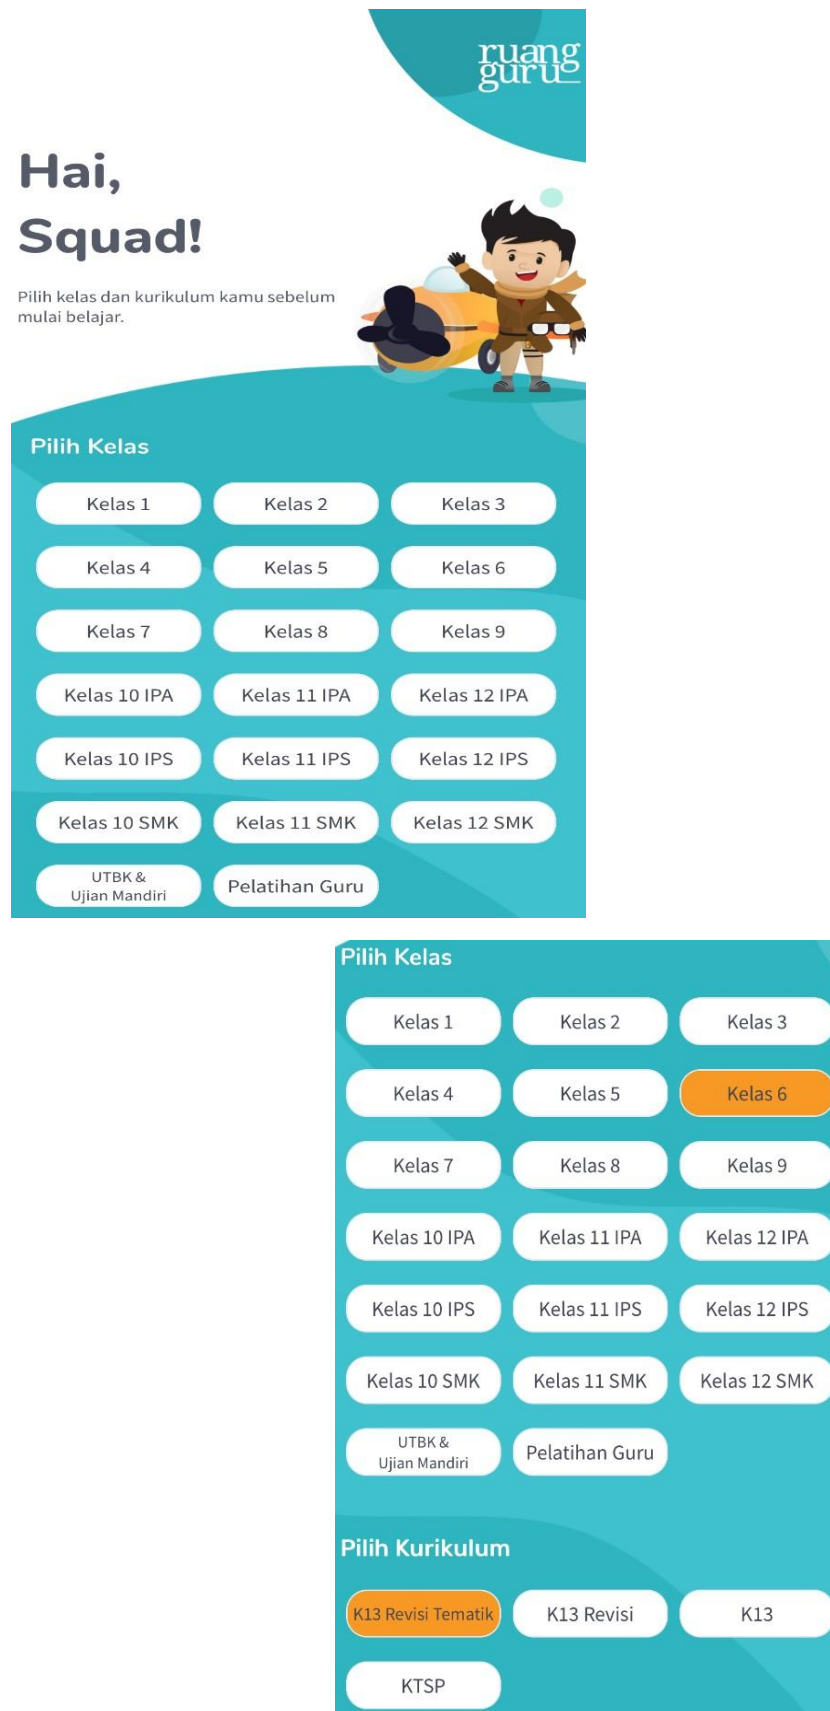 ruang
guru
Hai,
Squad!
Pilih kelas dan kurikulum kamu sebelum
mulai belajar.
Pilih Kelas
Kelas 1
Kelas 2
Kelas 3
Kelas 4
Kelas 5
Kelas 6
Kelas 7
Kelas 8
Kelas 9
Kelas 10 IPA
Kelas 11 IPA
Kelas 12 IPA
Kelas 10 IPS
Kelas 11 IPS
Kelas 12 IPS
Kelas 10 SMK
Kelas 11 SMK
Kelas 12 SMK
UTBK &
Ujian Mandiri
Pelatihan Guru
Pilih Kelas
Kelas 1
Kelas 2
Kelas 3
Kelas 4
Kelas 5
Kelas 6
Kelas 7
Kelas 8
Kelas 9
Kelas 10 IPA
Kelas 11 IPA
Kelas 12 IPA
Kelas 10 IPS
Kelas 11 IPS
Kelas 12 IPS
Kelas 10 SMK
Kelas 11 SMK
Kelas 12 SMK
UTBK &
Ujian Mandiri
Pelatihan Guru
Pilih Kurikulum
K13 Revisi Tematik
K13 Revisi
K13
KTSP